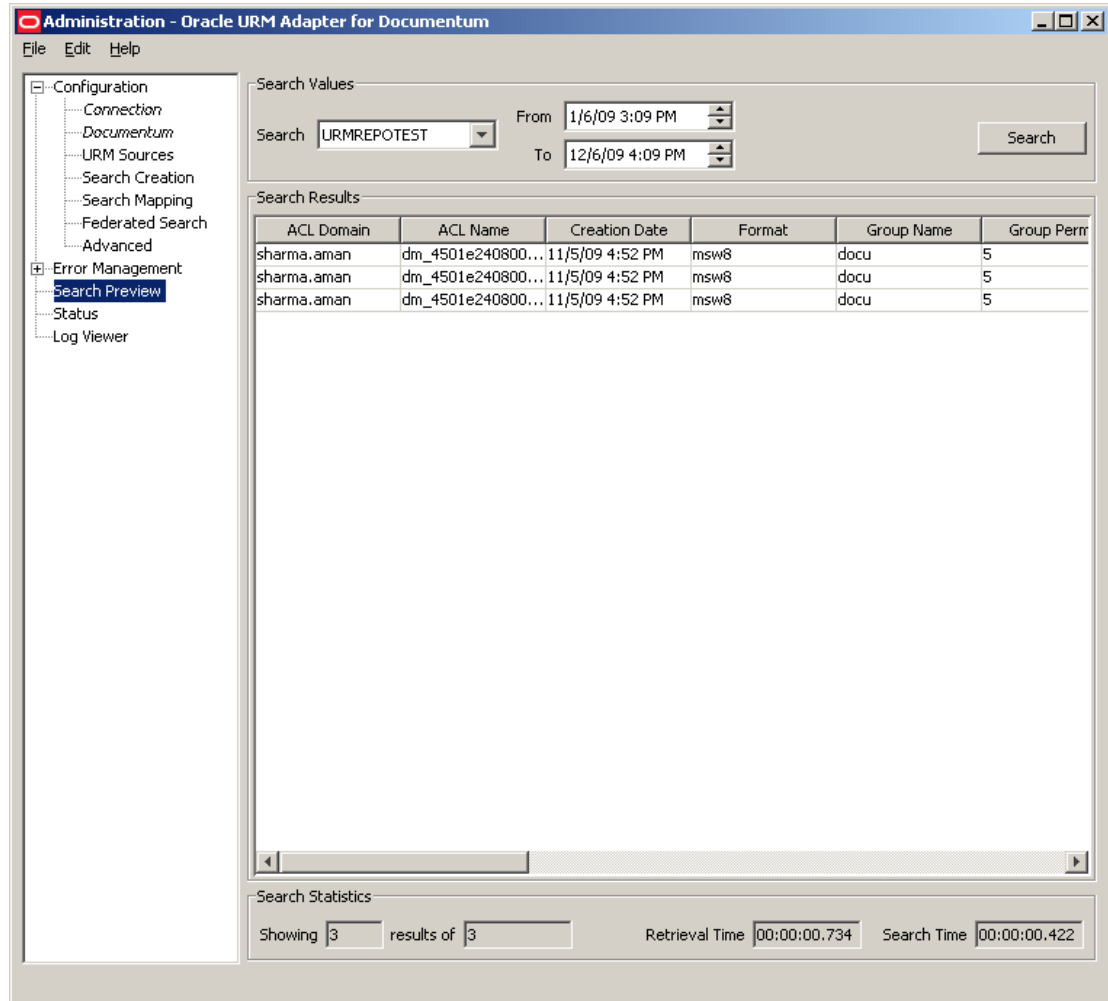 Administration - Oracle URM Adapter for Documentum
File Edit Help
Configuration
Connection
Documentum
URM Sources
Search Creation
Search Mapping
Federated Search
Advanced
Error Management
Search Preview
Status
Log Viewer
Search Values
Search URMREPOTEST
From 1/6/09 3:09 PM
To 12/6/09 4:09 PM
Search
Search Results
ACL Domain ACL Name Creation Date Format Group Name Group Perm
sharma.aman dm_4501e240800... 11/5/09 4:52 PM msw8 docu 5
sharma.aman dm_4501e240800... 11/5/09 4:52 PM msw8 docu 5
sharma.aman dm_4501e240800... 11/5/09 4:52 PM msw8 docu 5
Search Statistics
Showing 3 results of 3 Retrieval Time 00:00:00.734 Search Time 00:00:00.422